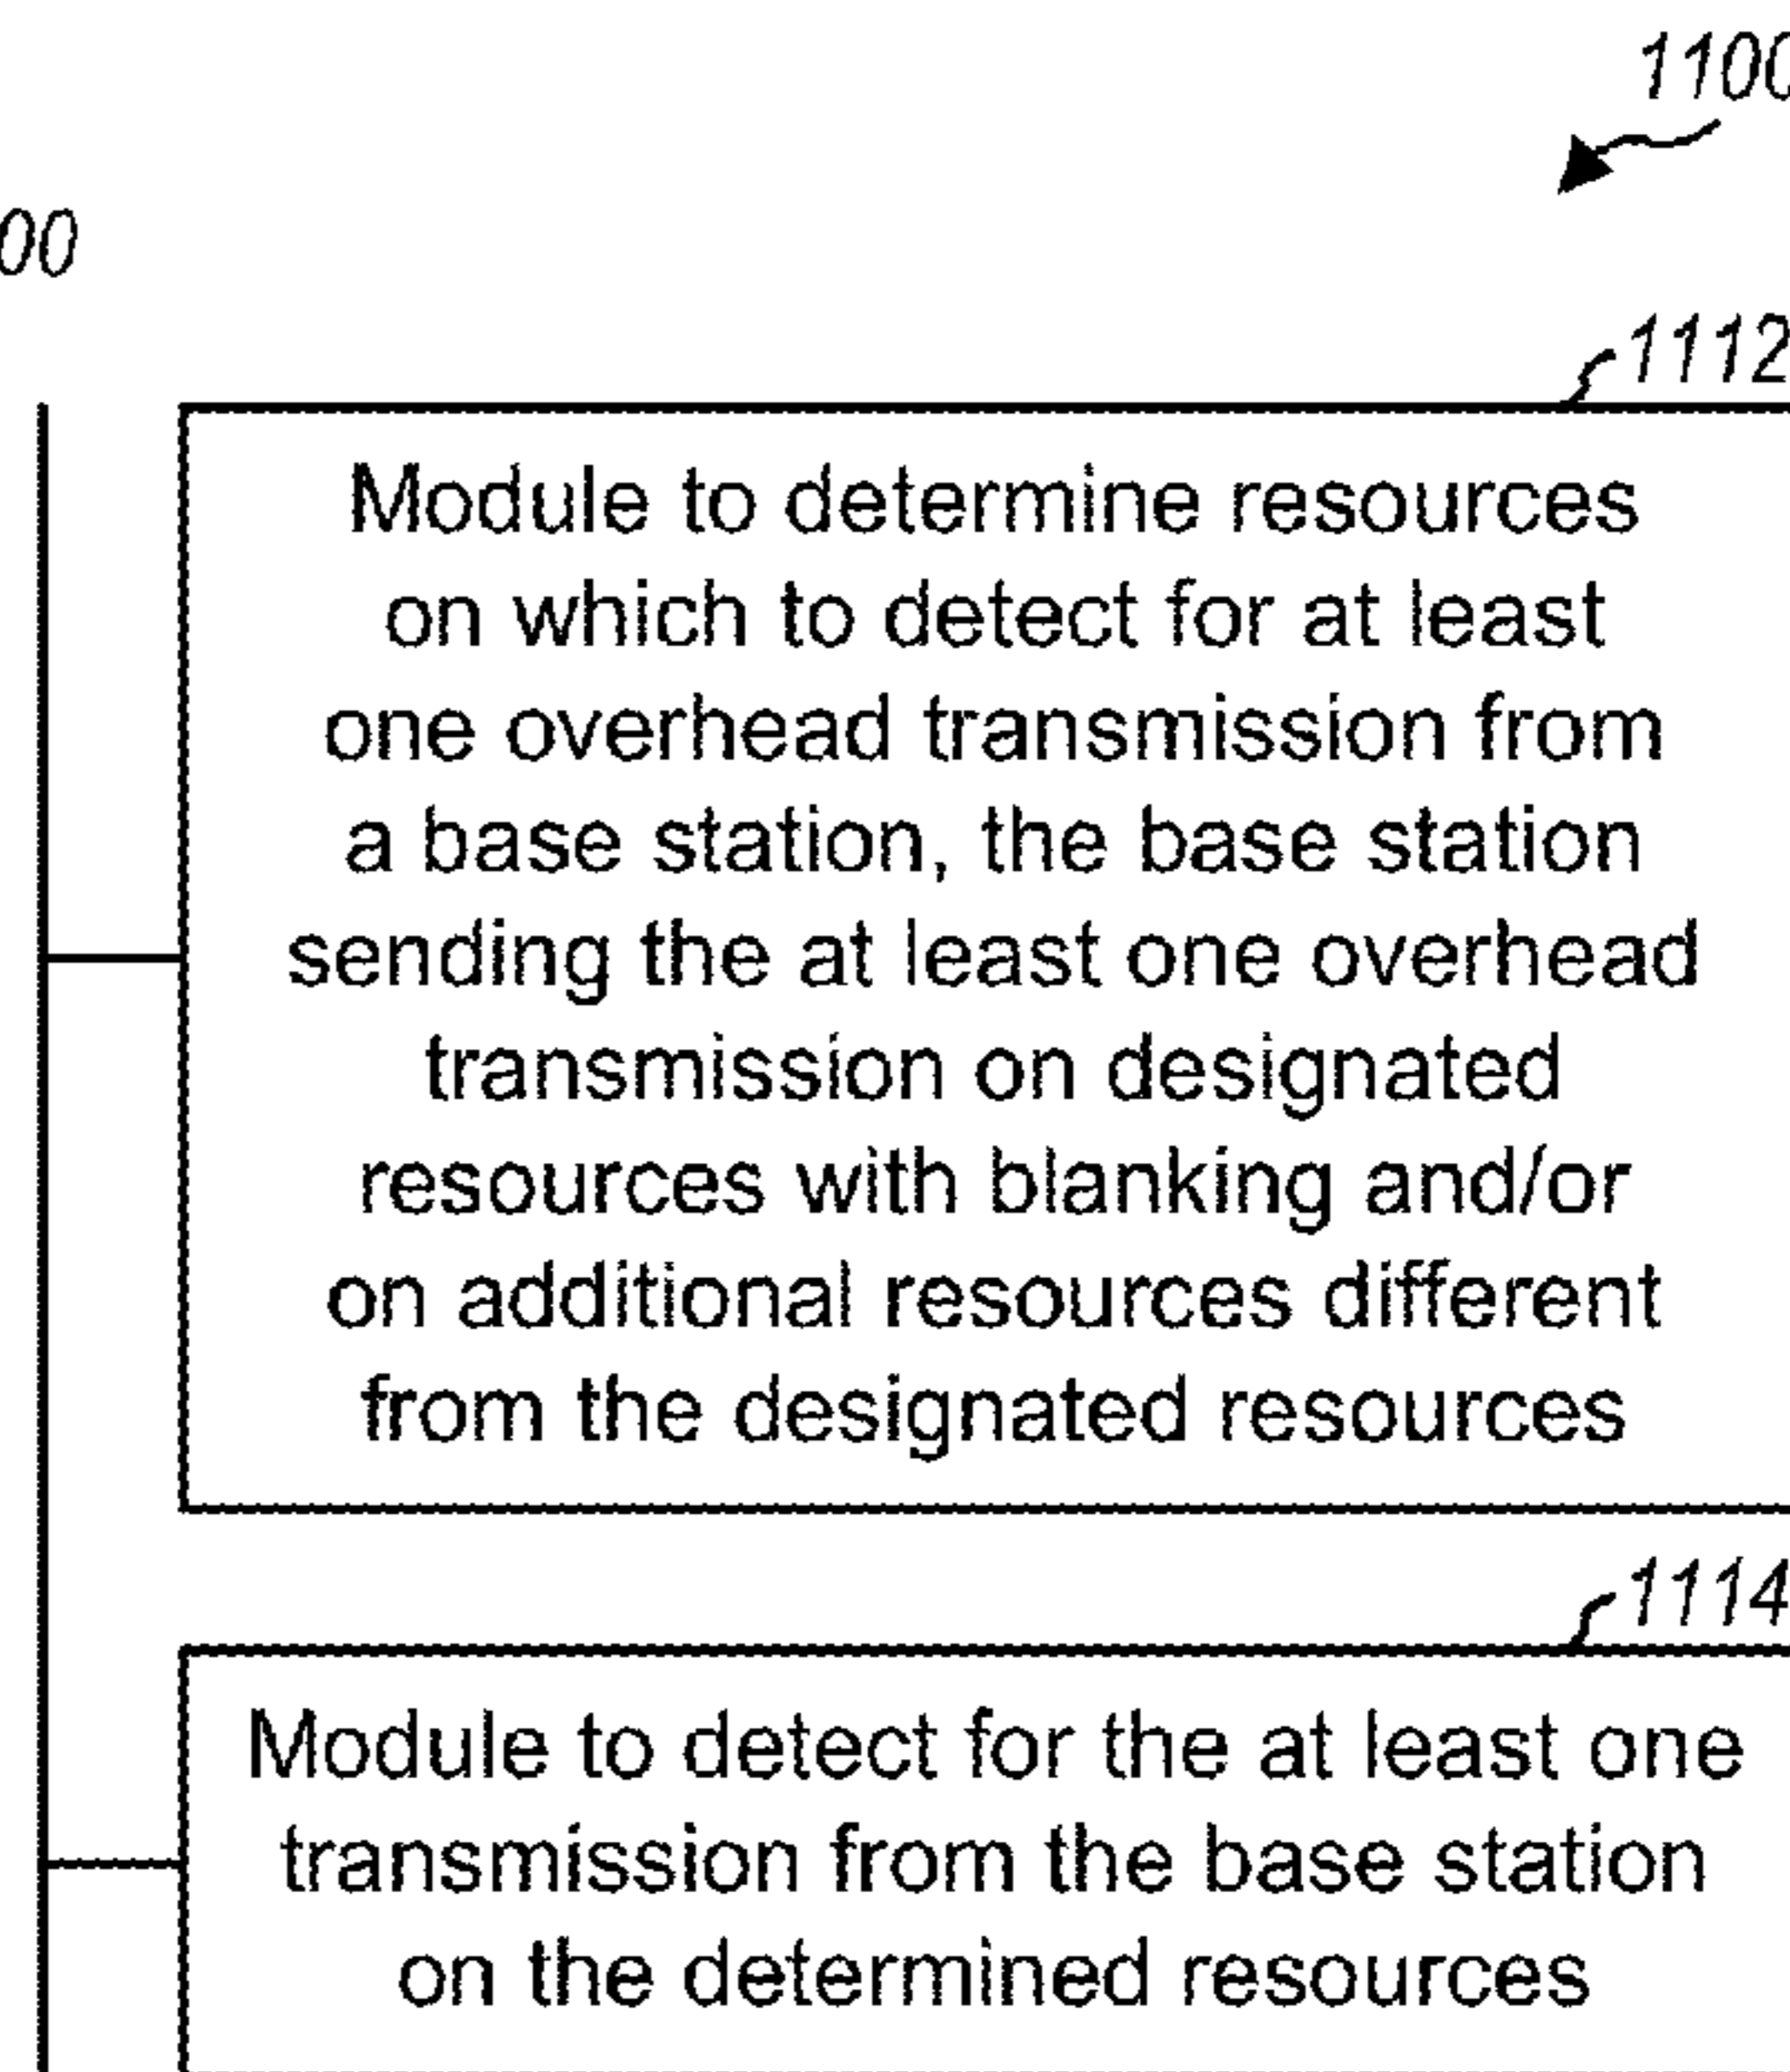 1100
00
1112
Module to determine resources
on which to detect for at least
one overhead transmission from
a base station, the base station
sending the at least one overhead
transmission on designated
resources with blanking and/or
on additional resources different
from the designated resources
1114
Module to detect for the at least one
transmission from the base station
on the determined resources